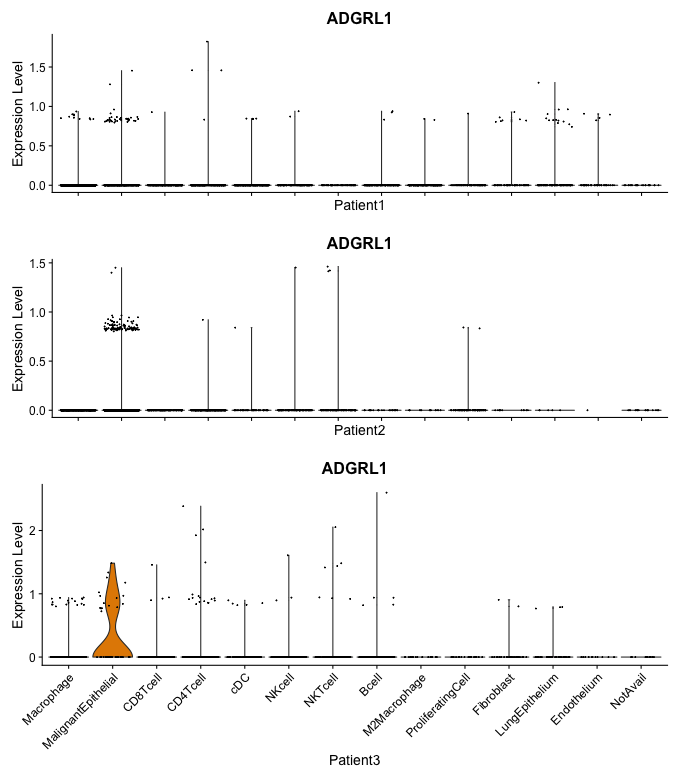 ADGRL1
Expression Level
1.5
1.0
0.5
0.0
Patient1
ADGRL1
Expression Level
1.5
1.0
0.5
0.0
Patient2
ADGRL1
Expression Level
2
1
0
Macrophage
MalignantEpithelial
CD8Tcell
CD4Tcell
cDC
NKcell
NKTcell
Bcell
M2Macrophage
ProliferatingCell
Fibroblast
LungEpithelium
Endothelium
NotAvail
Patient3